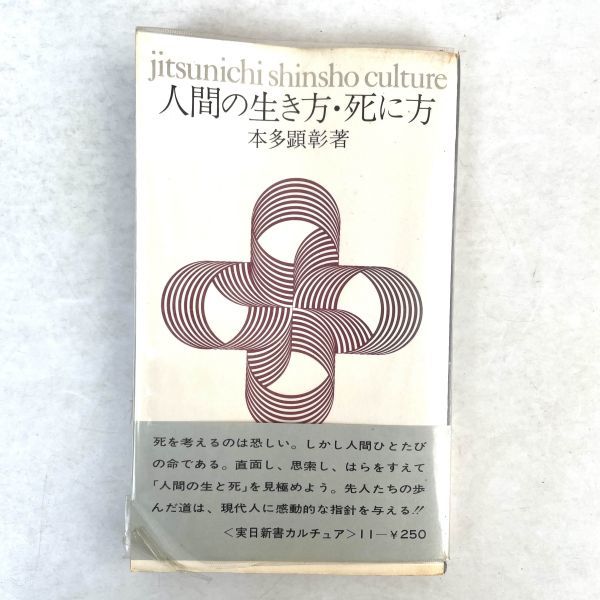 jitsunichi shinsho culture
人間の生き方・死に方
本多顕彰著
死を考えるのは恐しい。しかし人間ひとたび
の命である。直面し、思索し、はらをすえて
「人間の生と死」を見極めよう。先人たちの歩
んだ道は、現代人に感動的な指針を与える!!
<実日新書カルチュア>11―¥250